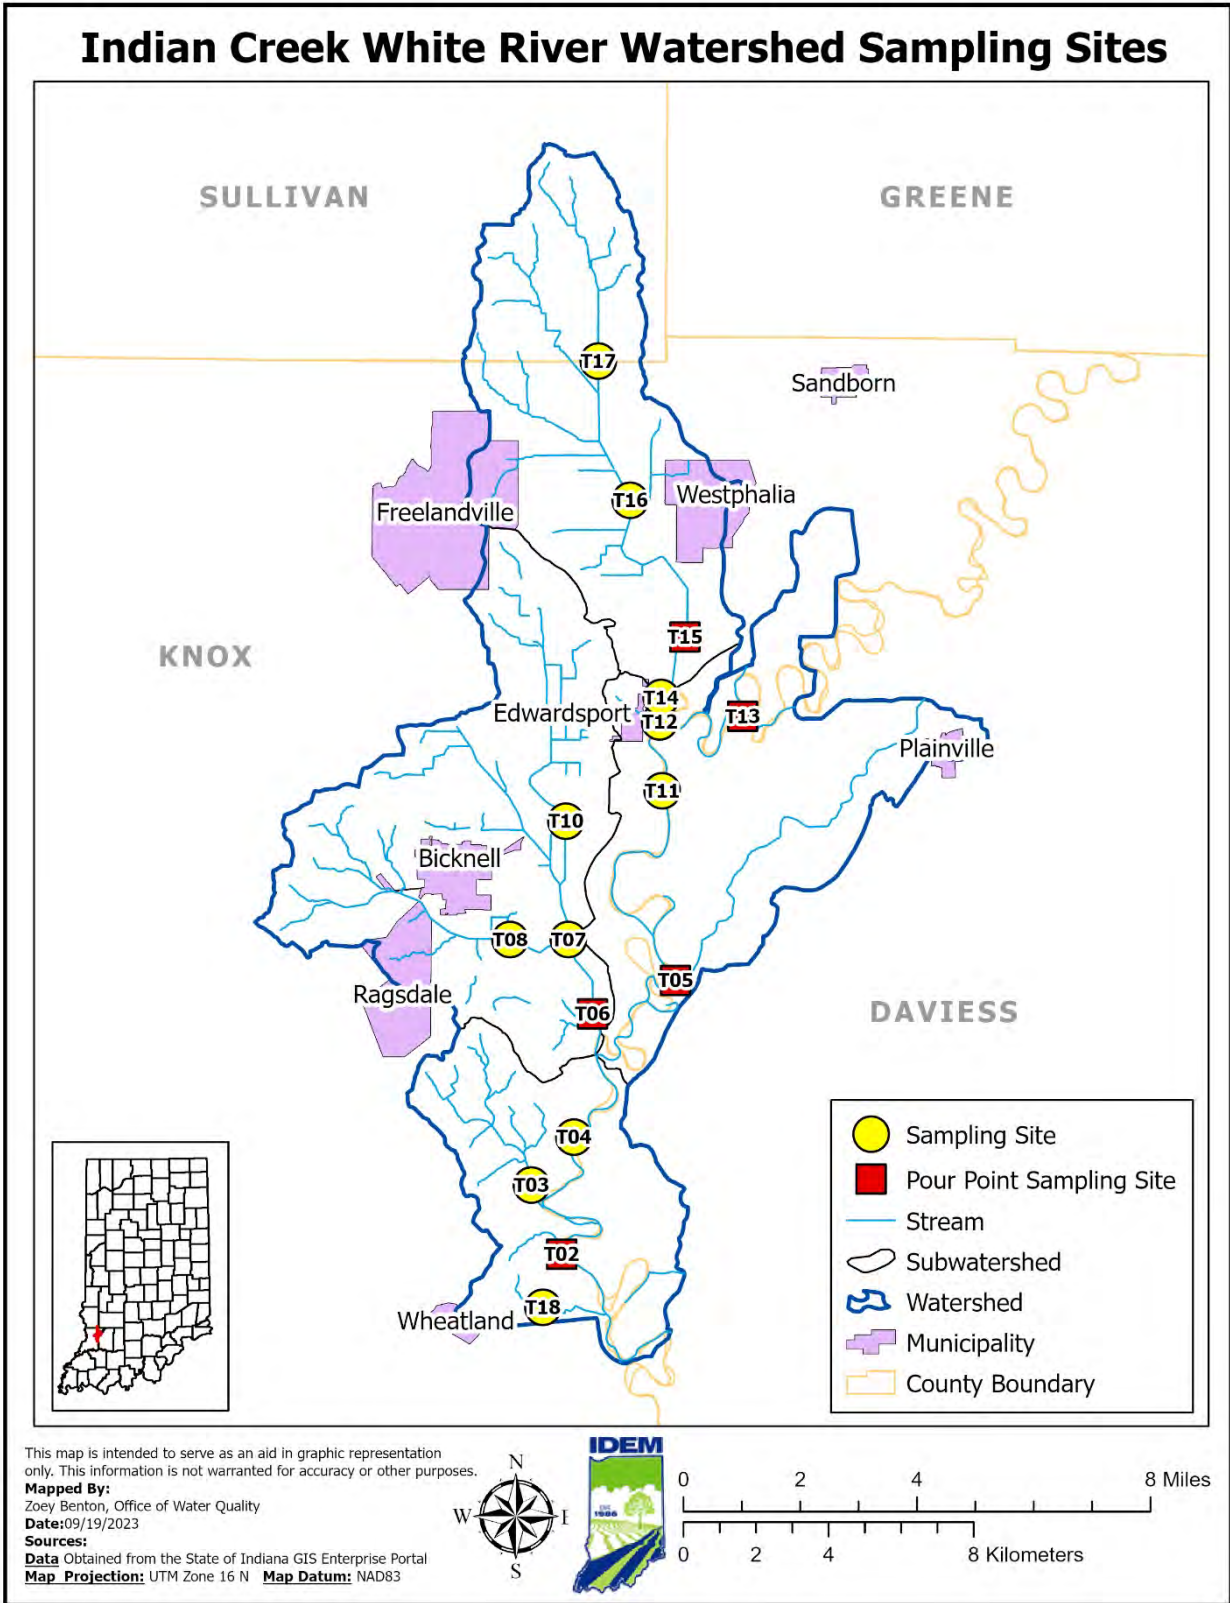 Indian Creek White River Watershed Sampling Sites
SULLIVAN
GREENE
T17
Sandborn
Westphalia
T16
Freelandville
T15
KNOX
T14
Edwardsport
T12
T13
Plainville
T11
T10
Bicknell
T08
T07
T05
Ragsdale
T06
DAVIESS
T04
T03
T02
T18
Wheatland
Sampling Site
Pour Point Sampling Site
Stream
Subwatershed
Watershed
Municipality
County Boundary
This map is intended to serve as an aid in graphic representation
only. This information is not warranted for accuracy or other purposes.
Mapped By:
Zoey Benton, Office of Water Quality
Date:09/19/2023
Sources:
Data Obtained from the State of Indiana GIS Enterprise Portal
Map Projection: UTM Zone 16 N Map Datum: NAD83
N
W
E
S
IDEM
1986
0 2 4 8 Miles
0 2 4 8 Kilometers